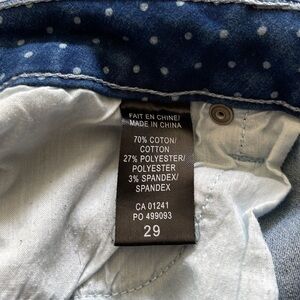 FAIT EN CHINE/
MADE IN CHINA
70% COTON/
COTTON
27% POLYESTER/
POLYESTER
3% SPANDEX/
SPANDEX
CA 01241
PO 499093
29